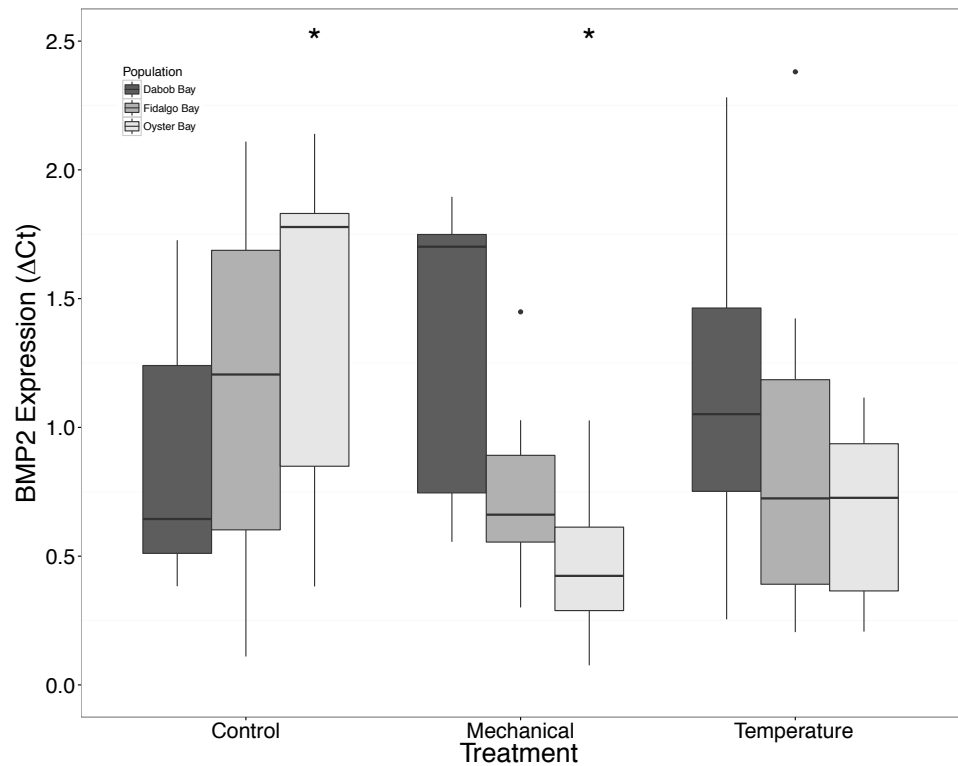 * *
2.5
2.0
1.5
1.0
0.5
0.0
BMP2 Expression (ΔCt)
Population
Dabob Bay
Fidalgo Bay
Oyster Bay
Control Mechanical Temperature
Treatment